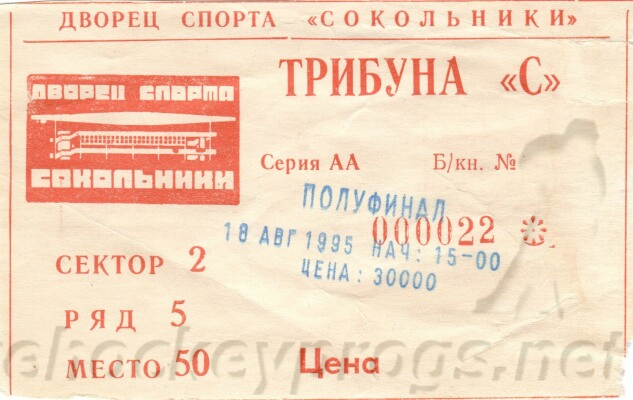 ДВОРЕЦ СПОРТА «СОКОЛЬНИКИ»
ТРИБУНА «С»
ДВОРЕЦ СПОРТА
СОКОЛЬНИКИ
Серия АА Б/кн. №
ПОЛУФИНАЛ
000022
18 АВГ 1995 НАЧ: 15-00
ЦЕНА: 30000
СЕКТОР 2
РЯД 5
МЕСТО 50
Цена
hockeyprogs.net